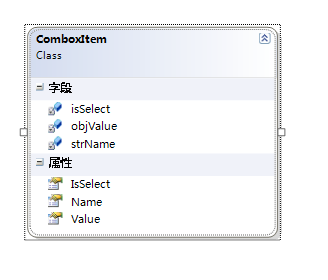 ComboxItem
Class
字段
isSelect
objValue
strName
属性
IsSelect
Name
Value